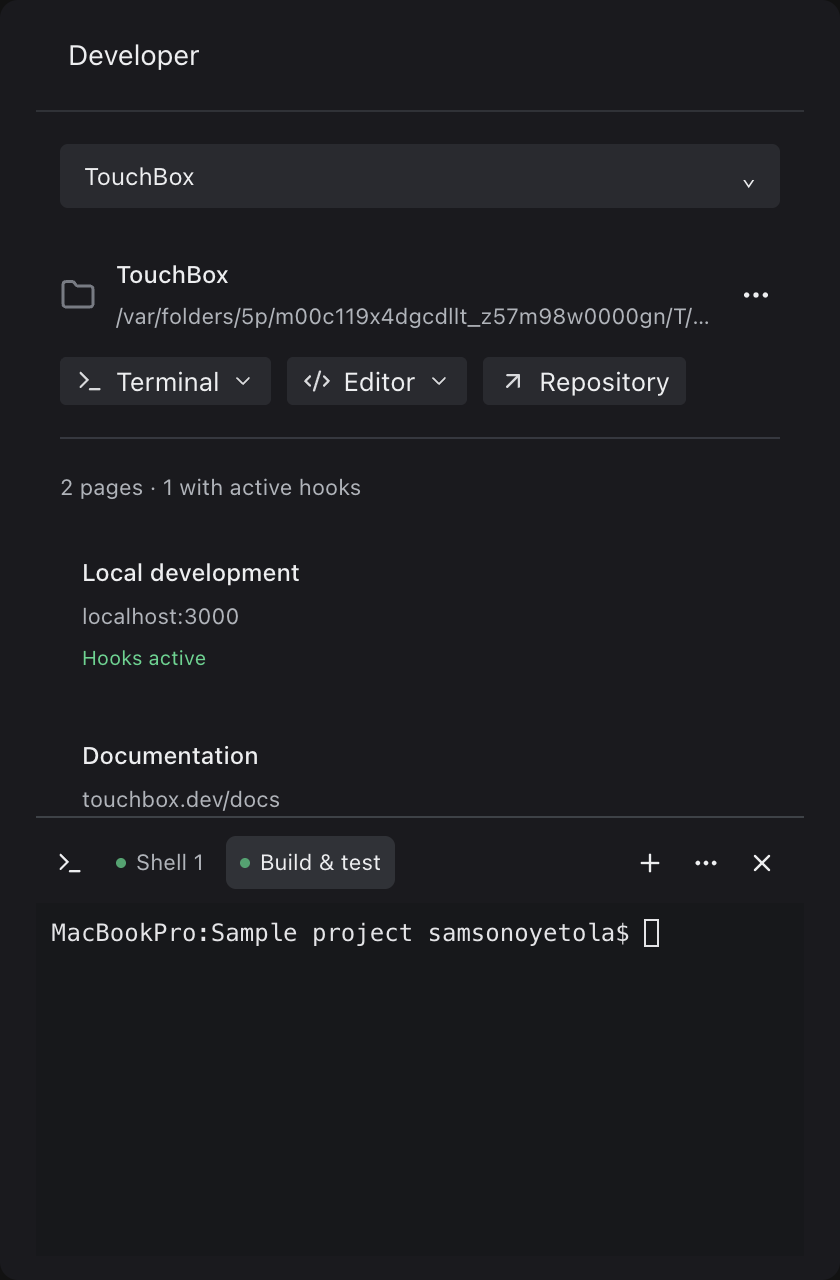 Developer
TouchBox
TouchBox
/var/folders/5p/m00c119x4dgcdllt_z57m98w0000gn/T/...
Terminal
Editor
Repository
2 pages · 1 with active hooks
Local development
localhost:3000
Hooks active
Documentation
touchbox.dev/docs
Shell 1
Build & test
MacBookPro:Sample project samsonoyetola$